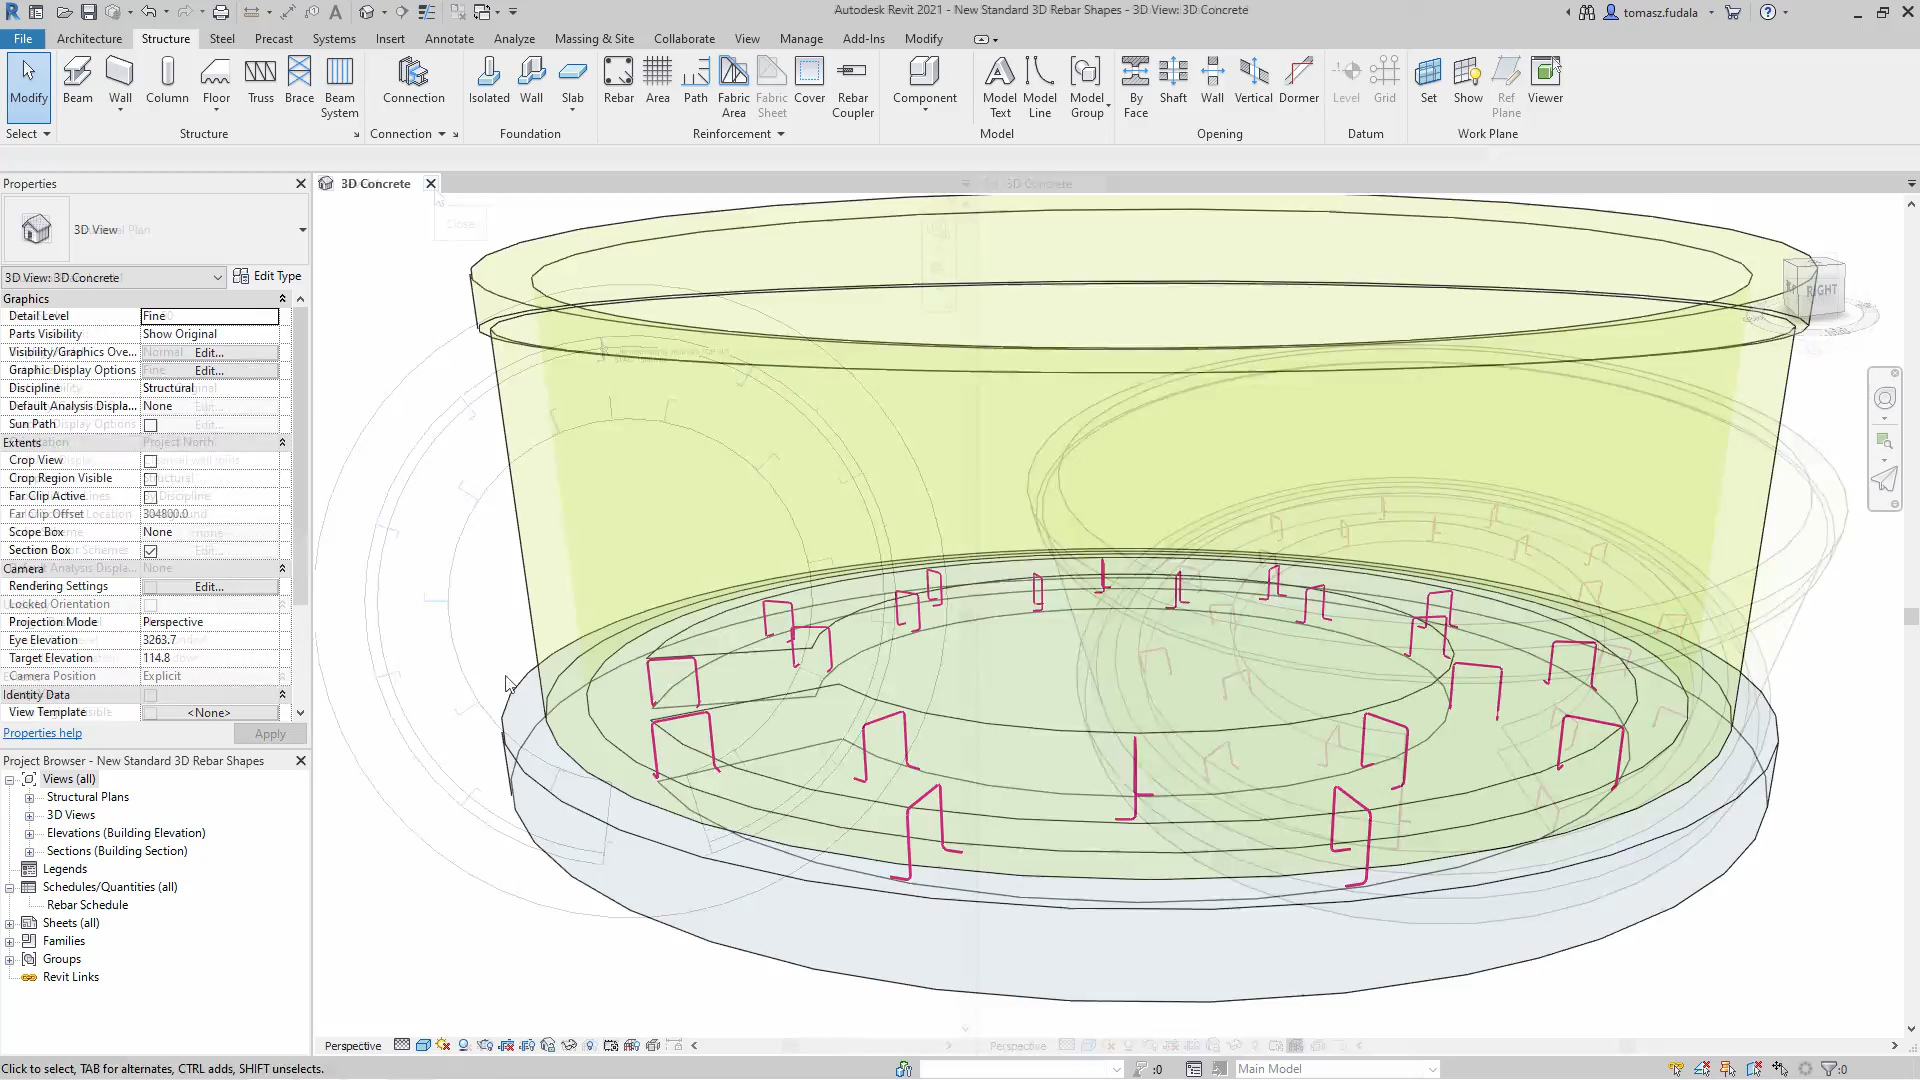 Autodesk Revit 2021 - New Standard 3D Rebar Shapes - 3D View: 3D Concrete
tomasz.fudala
File Architecture Structure Steel Precast Systems Insert Annotate Analyze Massing & Site Collaborate View Manage Add-Ins Modify
Modify Beam Wall Column Floor Truss Brace Beam System Connection Isolated Wall Slab Rebar Area Path Fabric Area Fabric Sheet Cover Rebar Coupler Component Model Text Model Line Model Group By Face Shaft Wall Vertical Dormer Level Grid Set Show Ref Plane Viewer
Select Structure Connection Foundation Reinforcement Model Opening Datum Work Plane
Properties
3D Concrete
3D Concrete
Close
3D View
3D View: 3D Concrete
Edit Type
RIGHT
Graphics
Detail Level Fine
Parts Visibility Show Original
Visibility/Graphics Ove... Edit...
Graphic Display Options Edit...
Discipline Structural
Default Analysis Displa... None
Sun Path
Extents
Project North
Crop View
Crop Region Visible
Far Clip Active
Far Clip Offset 304800.0
Scope Box None
Section Box
Camera
Rendering Settings Edit...
Locked Orientation
Projection Mode Perspective
Eye Elevation 3263.7
Target Elevation 114.8
Camera Position Explicit
Identity Data
View Template <None>
Properties help
Apply
Project Browser - New Standard 3D Rebar Shapes
Views (all)
Structural Plans
3D Views
Elevations (Building Elevation)
Sections (Building Section)
Legends
Schedules/Quantities (all)
Rebar Schedule
Sheets (all)
Families
Groups
Revit Links
Perspective
Perspective
Click to select, TAB for alternates, CTRL adds, SHIFT unselects.
:0
Main Model
:0